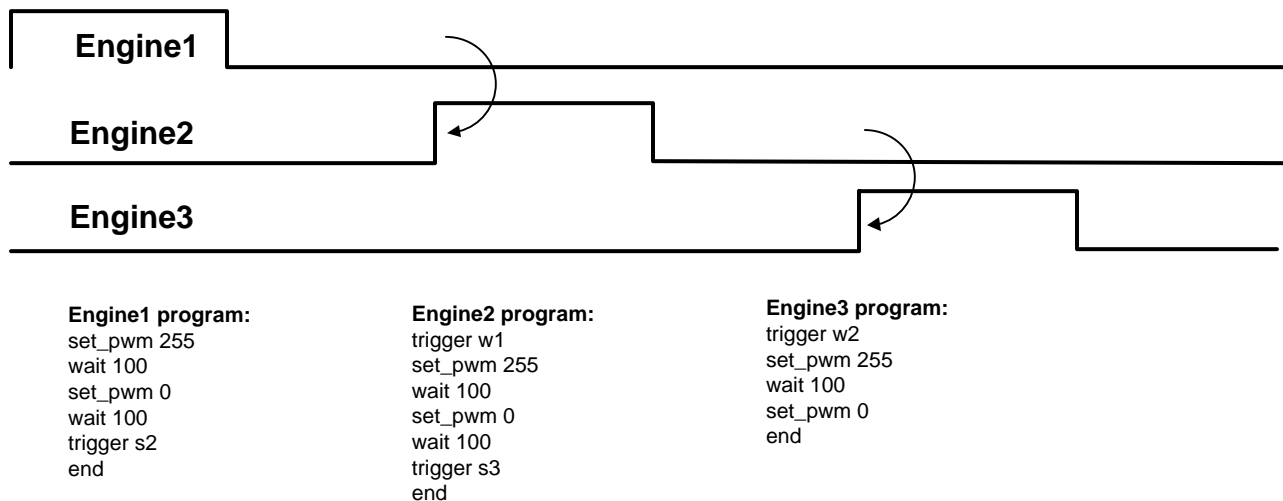 Engine1
Engine2
Engine3
Engine1 program:
set_pwm 255
wait 100
set_pwm 0
wait 100
trigger s2
end
Engine2 program:
trigger w1
set_pwm 255
wait 100
set_pwm 0
wait 100
trigger s3
end
Engine3 program:
trigger w2
set_pwm 255
wait 100
set_pwm 0
end